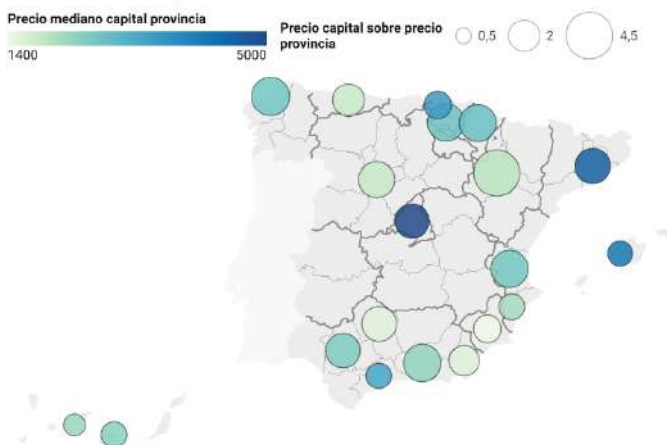 Precio mediano capital provincia
1400 5000
Precio capital sobre precio
provincia
0,5 2 4,5